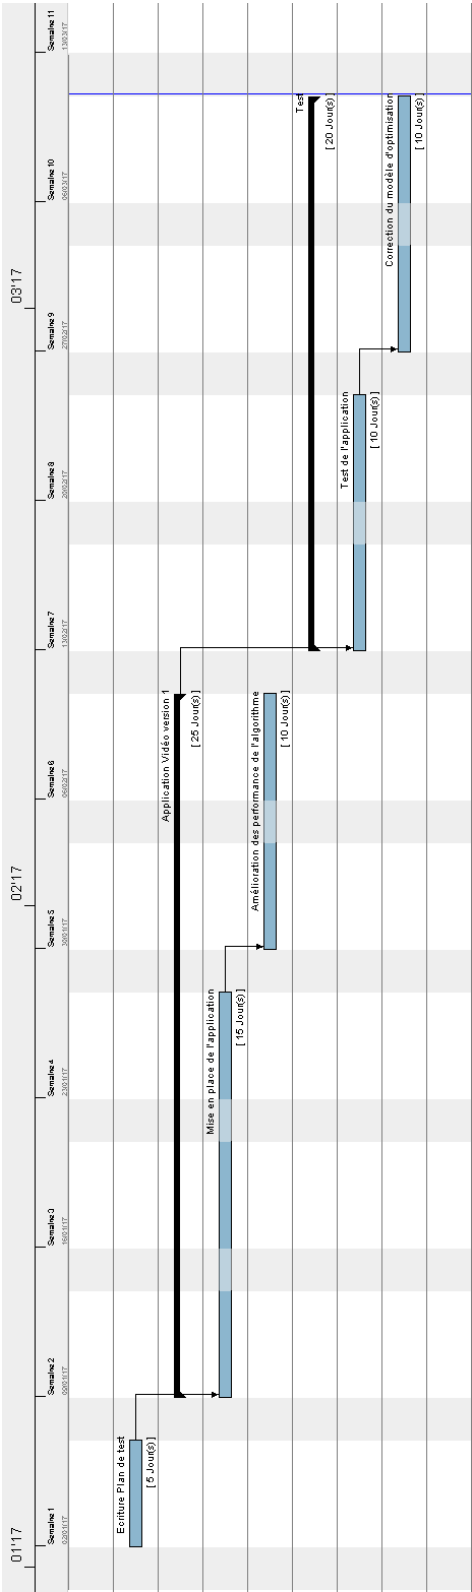 01'17
02'17
03'17
Semaine 1
Semaine 2
Semaine 3
Semaine 4
Semaine 5
Semaine 6
Semaine 7
Semaine 8
Semaine 9
Semaine 10
Semaine 11
02/01/17
09/01/17
16/01/17
23/01/17
30/01/17
06/02/17
13/02/17
20/02/17
27/02/17
06/03/17
13/03/17
Ecriture Plan de test
[ 5 Jour(s) ]
Application Vidéo version 1
[ 25 Jour(s) ]
Mise en place de l'application
[ 15 Jour(s) ]
Amélioration des performance de l'algorithme
[ 10 Jour(s) ]
Test
[ 20 Jour(s) ]
Test de l'application
[ 10 Jour(s) ]
Correction du modèle d'optimisation
[ 10 Jour(s) ]